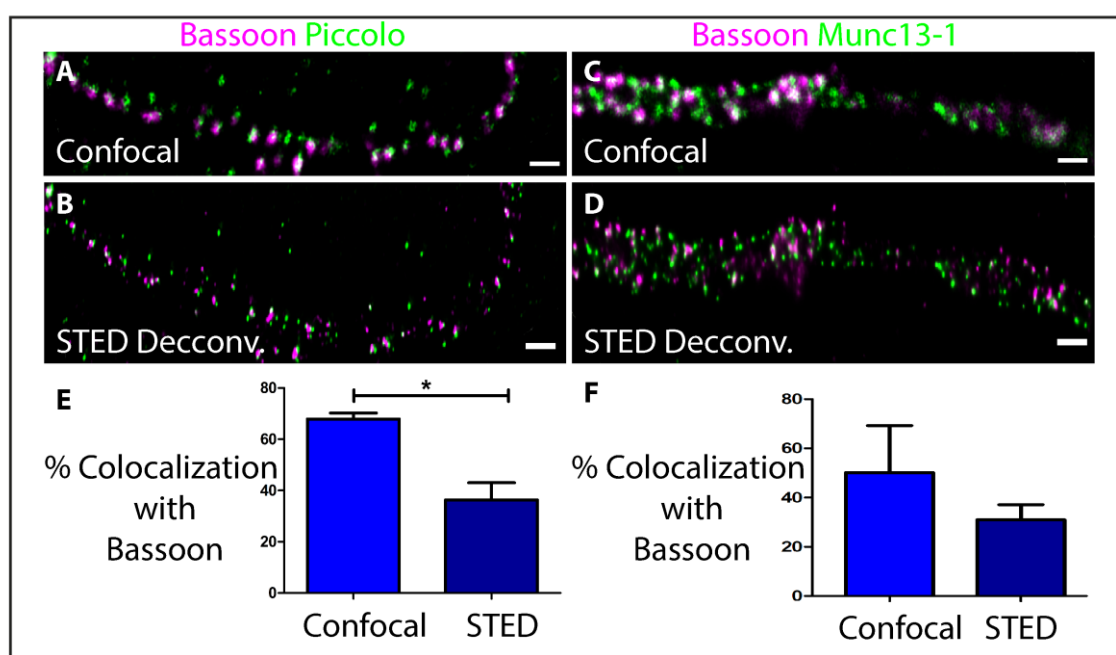 Bassoon Piccolo
Bassoon Munc13-1
A
Confocal
C
Confocal
B
STED Decconv.
D
STED Decconv.
E
% Colocalization
with
Bassoon
80
60
40
20
0
*
Confocal STED
F
% Colocalization
with
Bassoon
80
60
40
20
0
Confocal STED